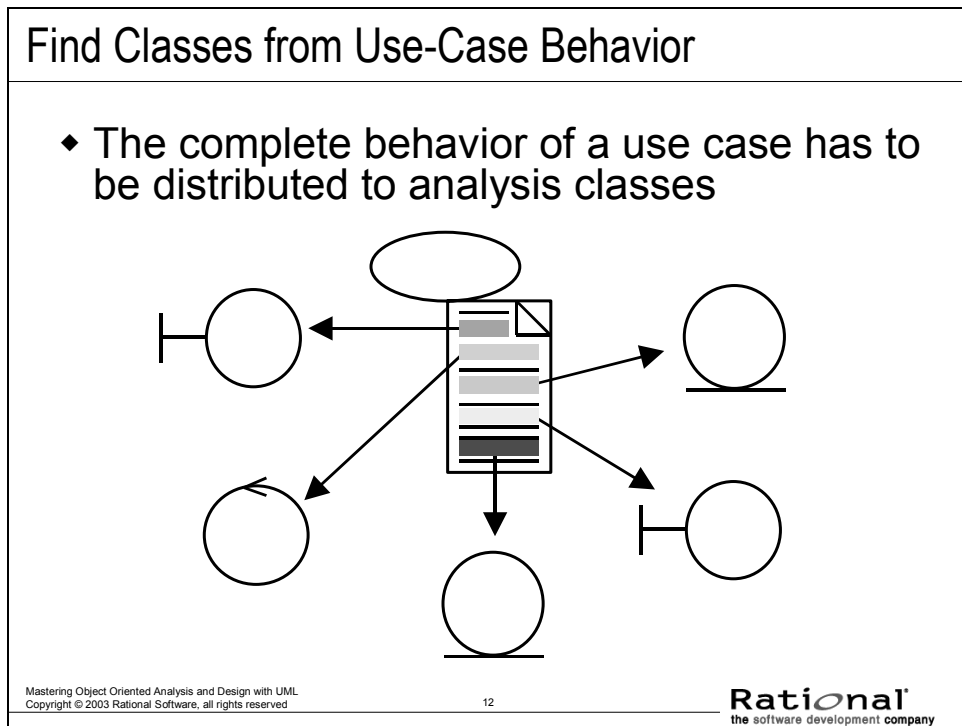 Find Classes from Use-Case Behavior
◆ The complete behavior of a use case has to
be distributed to analysis classes
Mastering Object Oriented Analysis and Design with UML
Copyright © 2003 Rational Software, all rights reserved
12
Rational
the software development company